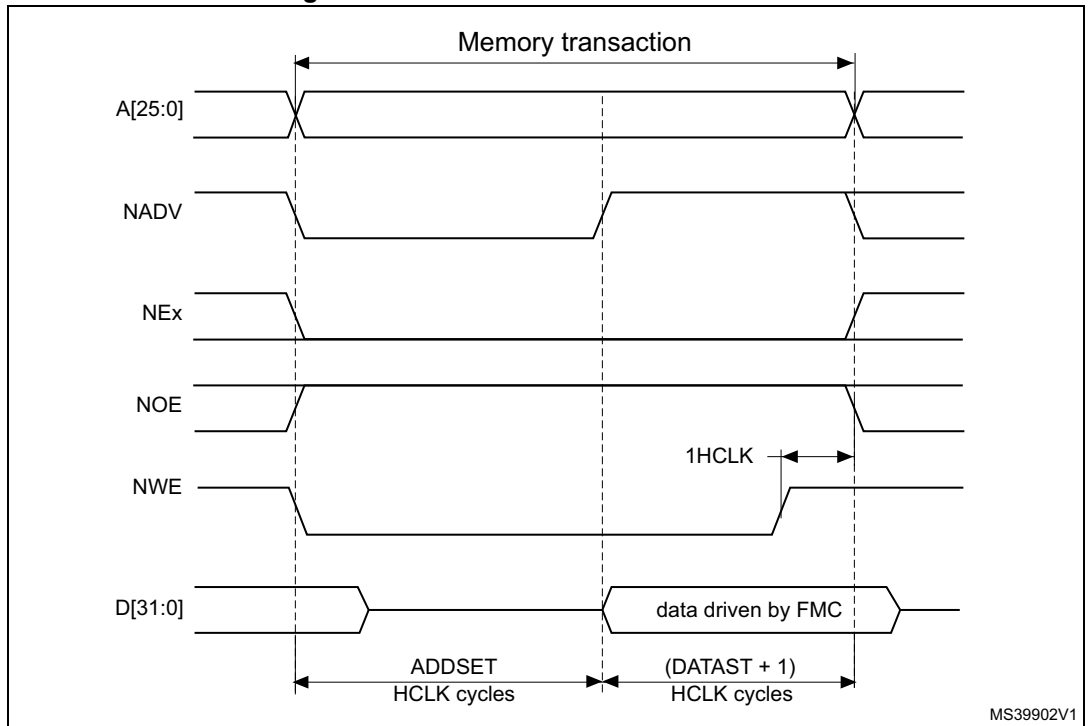 Memory transaction
A[25:0]
NADV
NEx
NOE
1HCLK
NWE
D[31:0]
data driven by FMC
ADDSET
HCLK cycles
(DATAST + 1)
HCLK cycles
MS39902V1